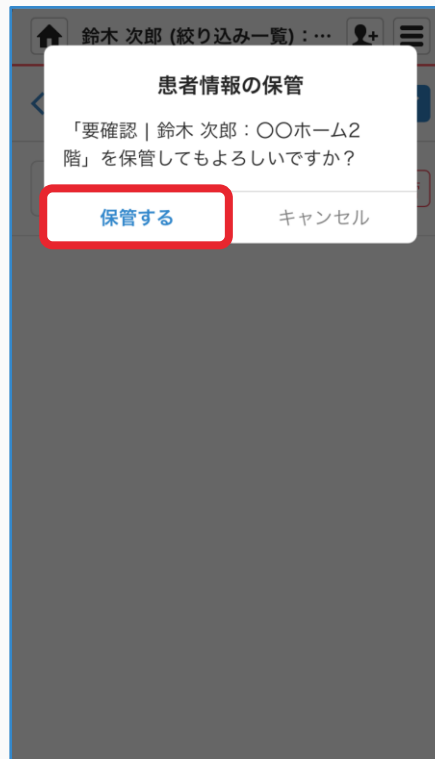 鈴木 次郎 (絞り込み一覧)：…
患者情報の保管
「要確認 | 鈴木 次郎：〇〇ホーム2
階」を保管してもよろしいですか？
保管する
キャンセル